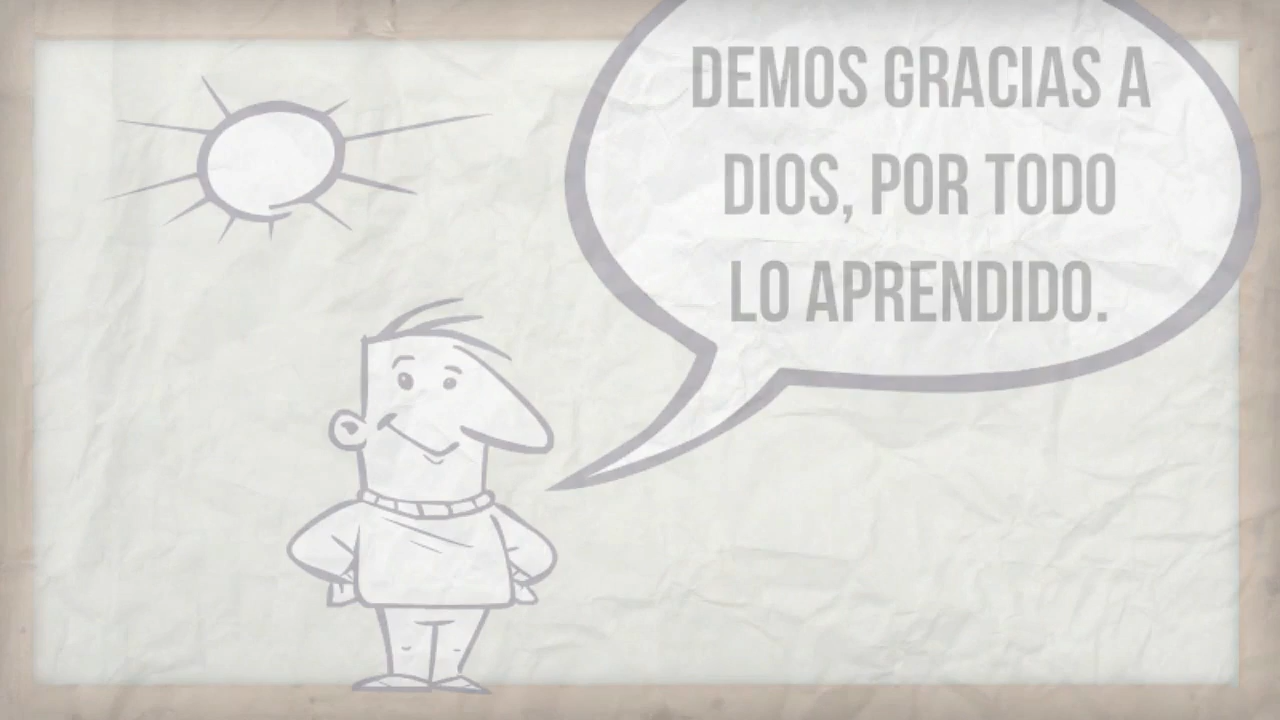 DEMOS GRACIAS A
DIOS, POR TODO
LO APRENDIDO.